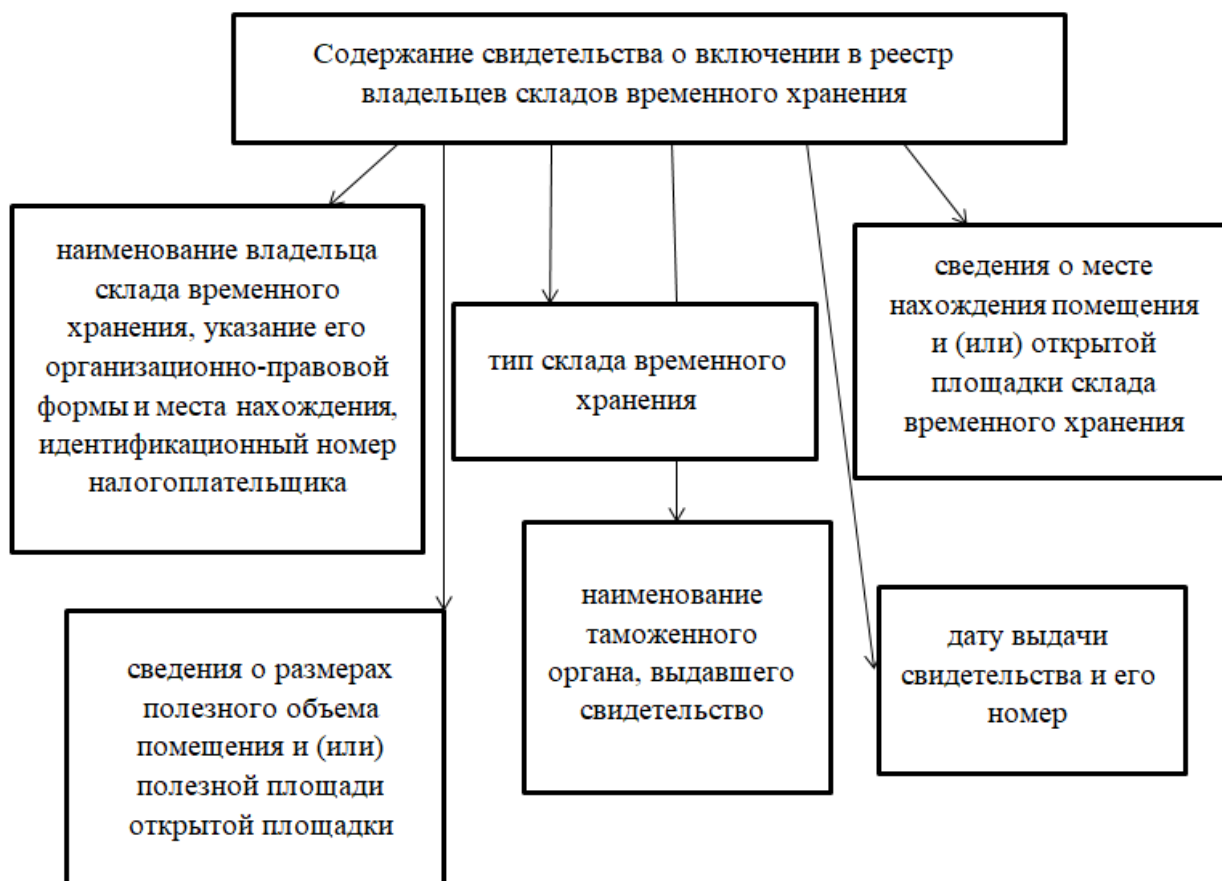 Содержание свидетельства о включении в реестр
владельцев складов временного хранения
наименование владельца
склада временного
хранения, указание его
организационно-правовой
формы и места нахождения,
идентификационный номер
налогоплательщика
тип склада временного
хранения
сведения о месте
нахождения помещения
и (или) открытой
площадки склада
временного хранения
сведения о размерах
полезного объема
помещения и (или)
полезной площади
открытой площадки
наименование
таможенного
органа, выдавшего
свидетельство
дату выдачи
свидетельства и его
номер